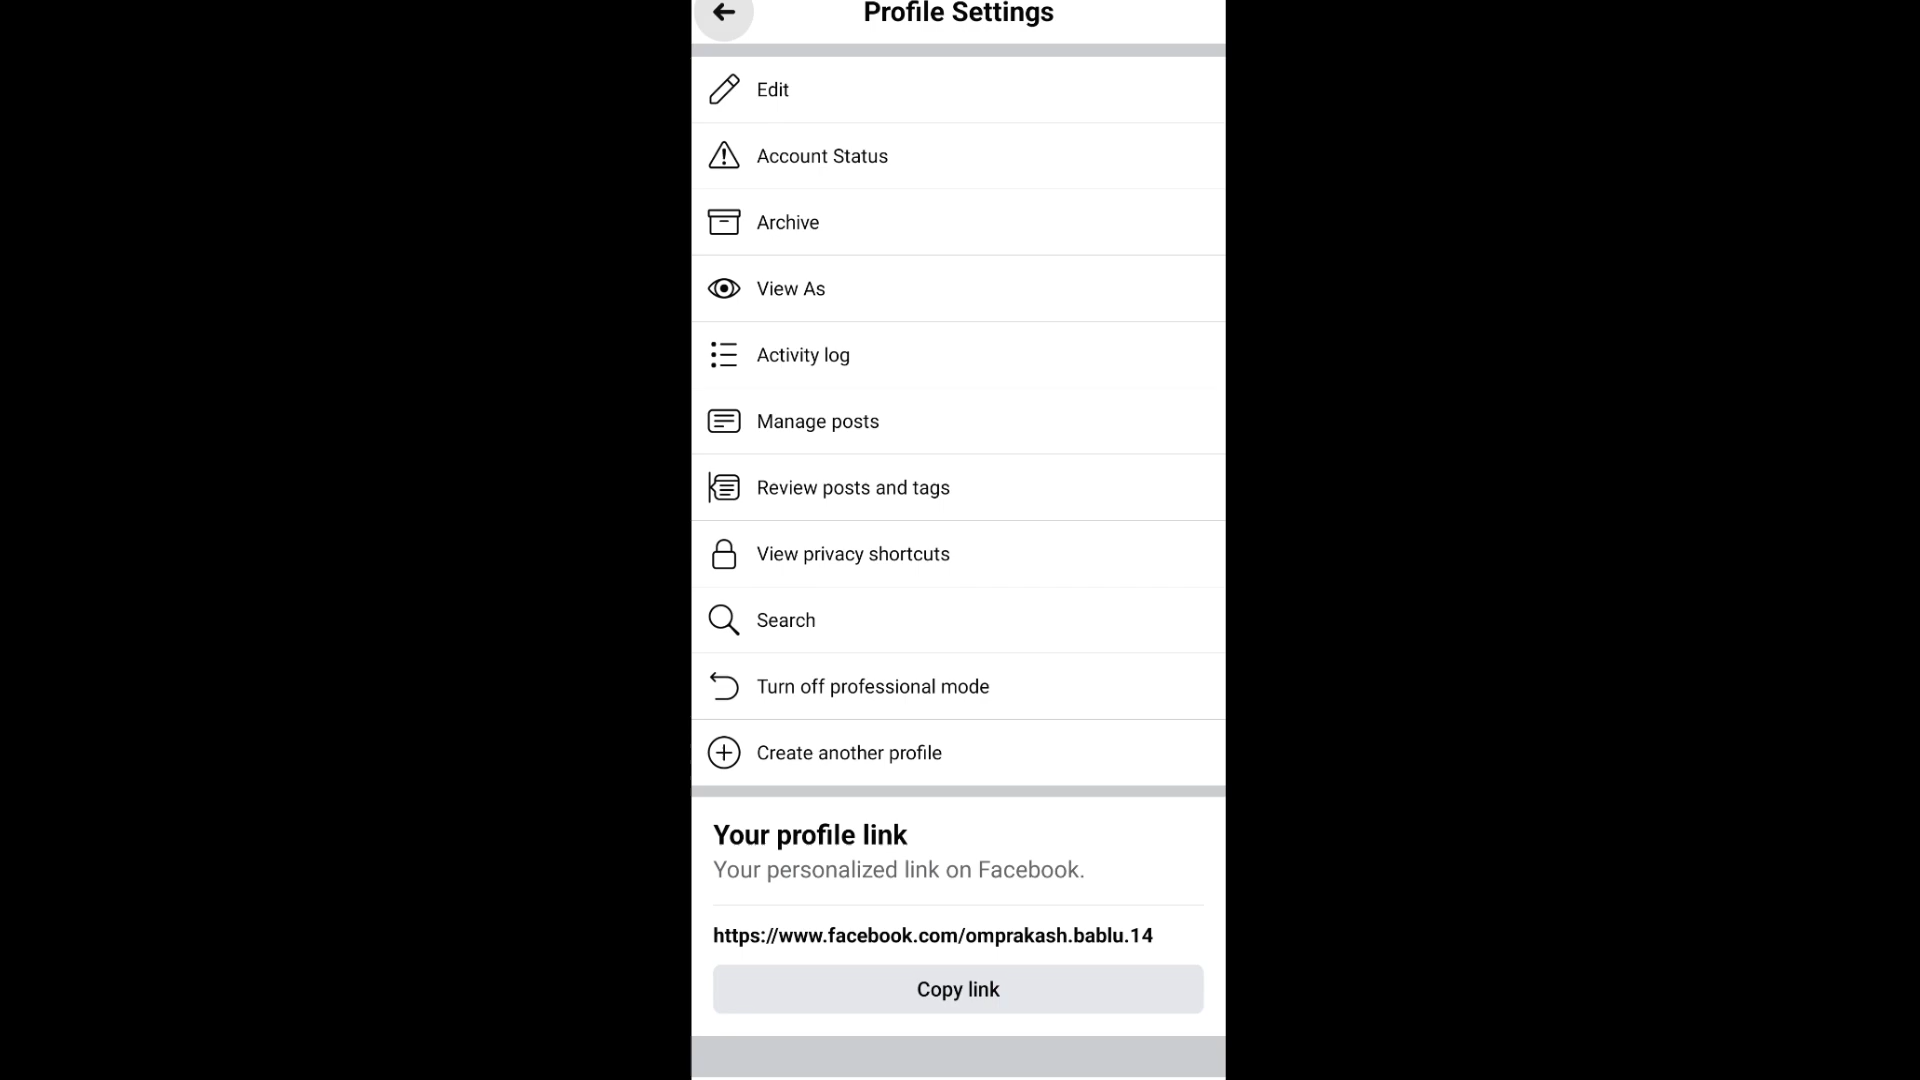 Profile Settings
Edit
Account Status
Archive
View As
Activity log
Manage posts
Review posts and tags
View privacy shortcuts
Search
Turn off professional mode
Create another profile
Your profile link
Your personalized link on Facebook.
https://www.facebook.com/omprakash.bablu.14
Copy link